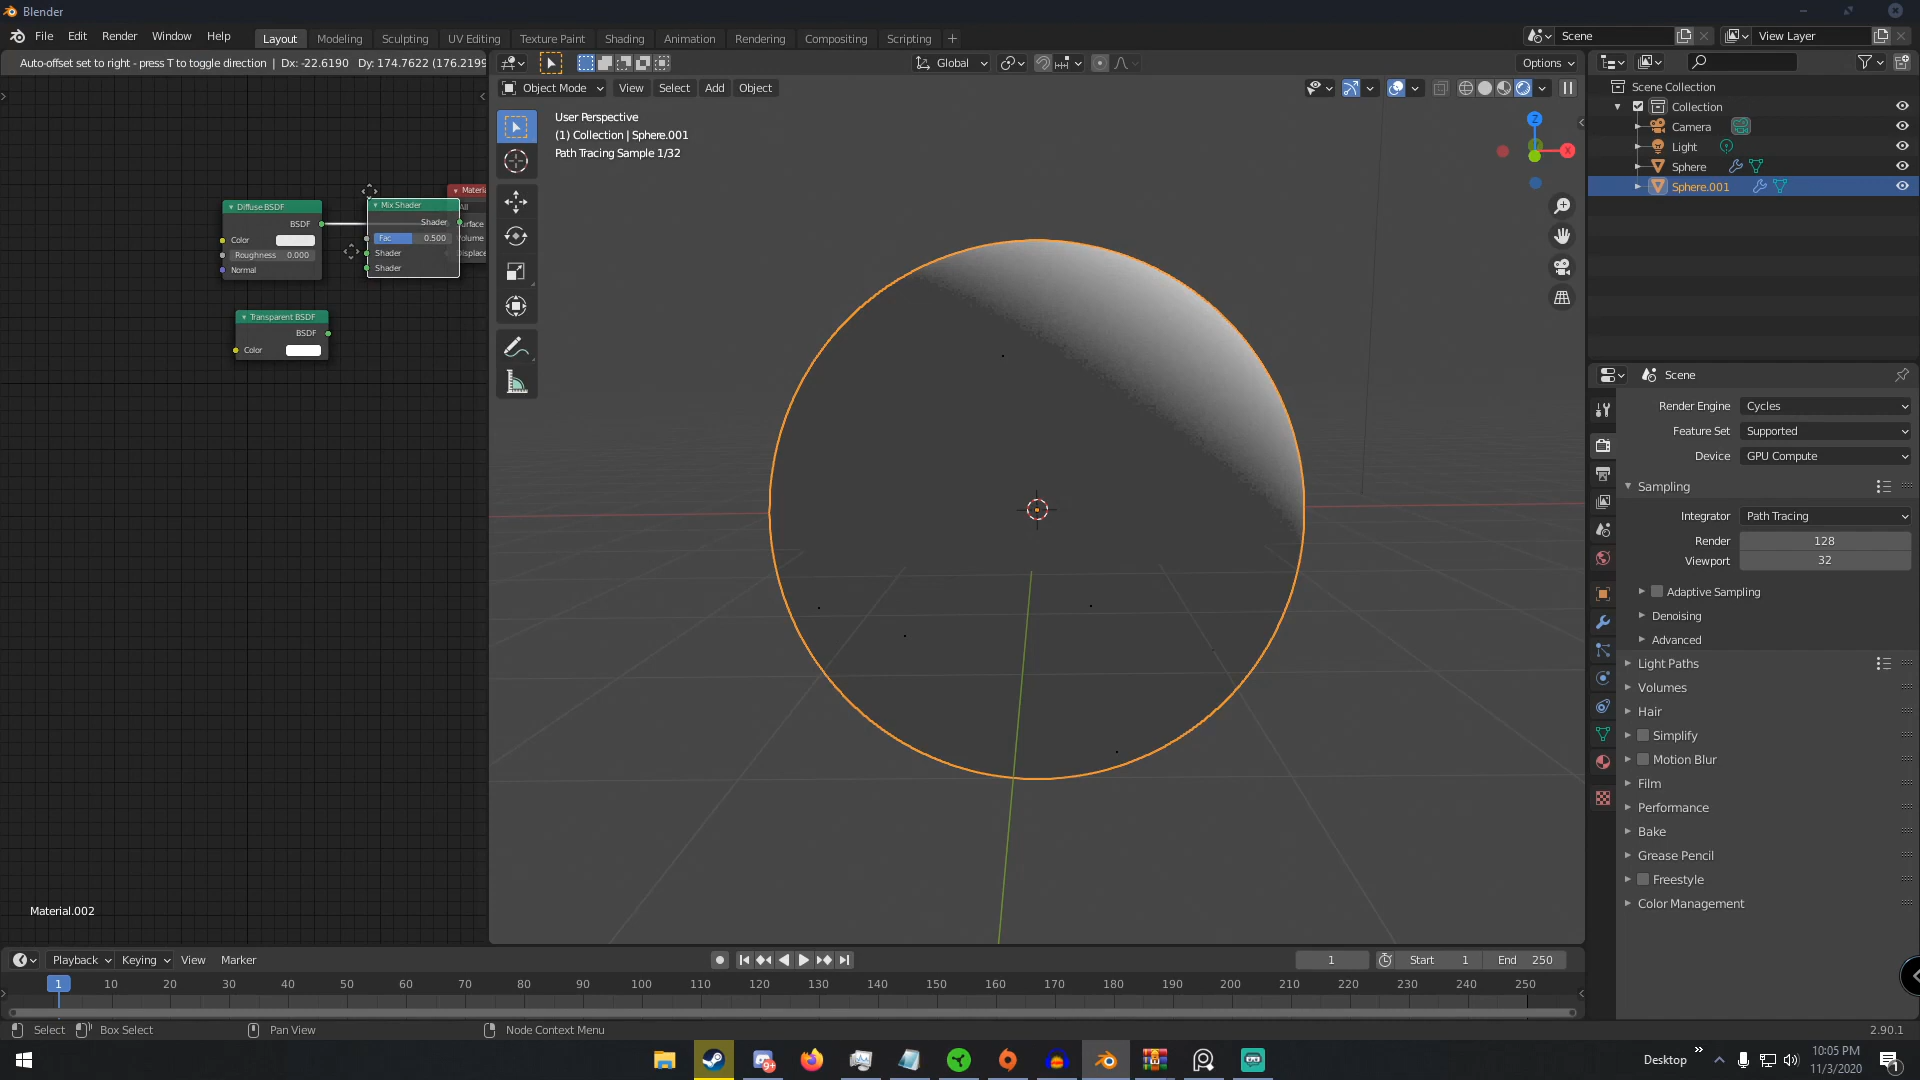 Blender
File Edit Render Window Help
Layout Modeling Sculpting UV Editing Texture Paint Shading Animation Rendering Compositing Scripting
Scene
View Layer
Auto-offset set to right - press T to toggle direction | Dx: -22.6190 Dy: 174.7622 (176.2199
Global
Options
Object Mode View Select Add Object
User Perspective
(1) Collection | Sphere.001
Path Tracing Sample 1/32
Z
X
Diffuse BSDF
BSDF
Color
Roughness 0.000
Normal
Mix Shader
Shader
Fac 0.500
Shader
Shader
Materia
All
urface
Volume
Displace
Transparent BSDF
BSDF
Color
Material.002
Scene Collection
Collection
Camera
Light
Sphere
Sphere.001
Scene
Render Engine Cycles
Feature Set Supported
Device GPU Compute
Sampling
Integrator Path Tracing
Render 128
Viewport 32
Adaptive Sampling
Denoising
Advanced
Light Paths
Volumes
Hair
Simplify
Motion Blur
Film
Performance
Bake
Grease Pencil
Freestyle
Color Management
Playback Keying View Marker
1
Start 1
End 250
1 10 20 30 40 50 60 70 80 90 100 110 120 130 140 150 160 170 180 190 200 210 220 230 240 250
Select Box Select Pan View Node Context Menu
2.90.1
9+
Desktop
10:05 PM
11/3/2020
1